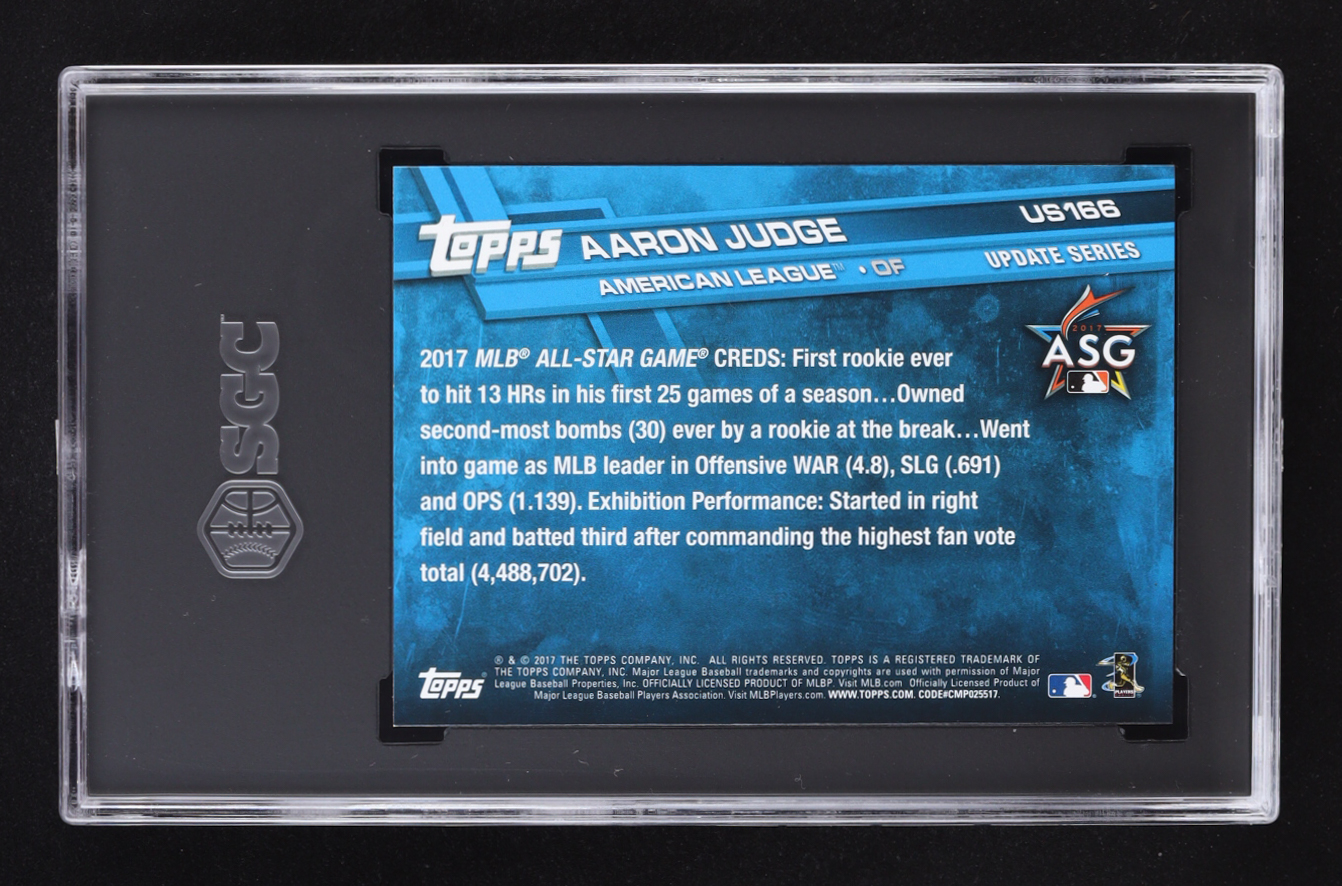 SGC
topps AARON JUDGE US166
AMERICAN LEAGUE™ • OF UPDATE SERIES
2017
ASG
2017 MLB® ALL-STAR GAME® CREDS: First rookie ever
to hit 13 HRs in his first 25 games of a season...Owned
second-most bombs (30) ever by a rookie at the break...Went
into game as MLB leader in Offensive WAR (4.8), SLG (.691)
and OPS (1.139). Exhibition Performance: Started in right
field and batted third after commanding the highest fan vote
total (4,488,702).
topps®
® & © 2017 THE TOPPS COMPANY, INC. ALL RIGHTS RESERVED. TOPPS IS A REGISTERED TRADEMARK OF
THE TOPPS COMPANY, INC. Major League Baseball trademarks and copyrights are used with permission of Major
League Baseball Properties, Inc. OFFICIALLY LICENSED PRODUCT OF MLBP. Visit MLB.com Officially Licensed Product of
Major League Baseball Players Association. Visit MLBPlayers.com. WWW.TOPPS.COM. CODE#CMP025517.
PLAYERS